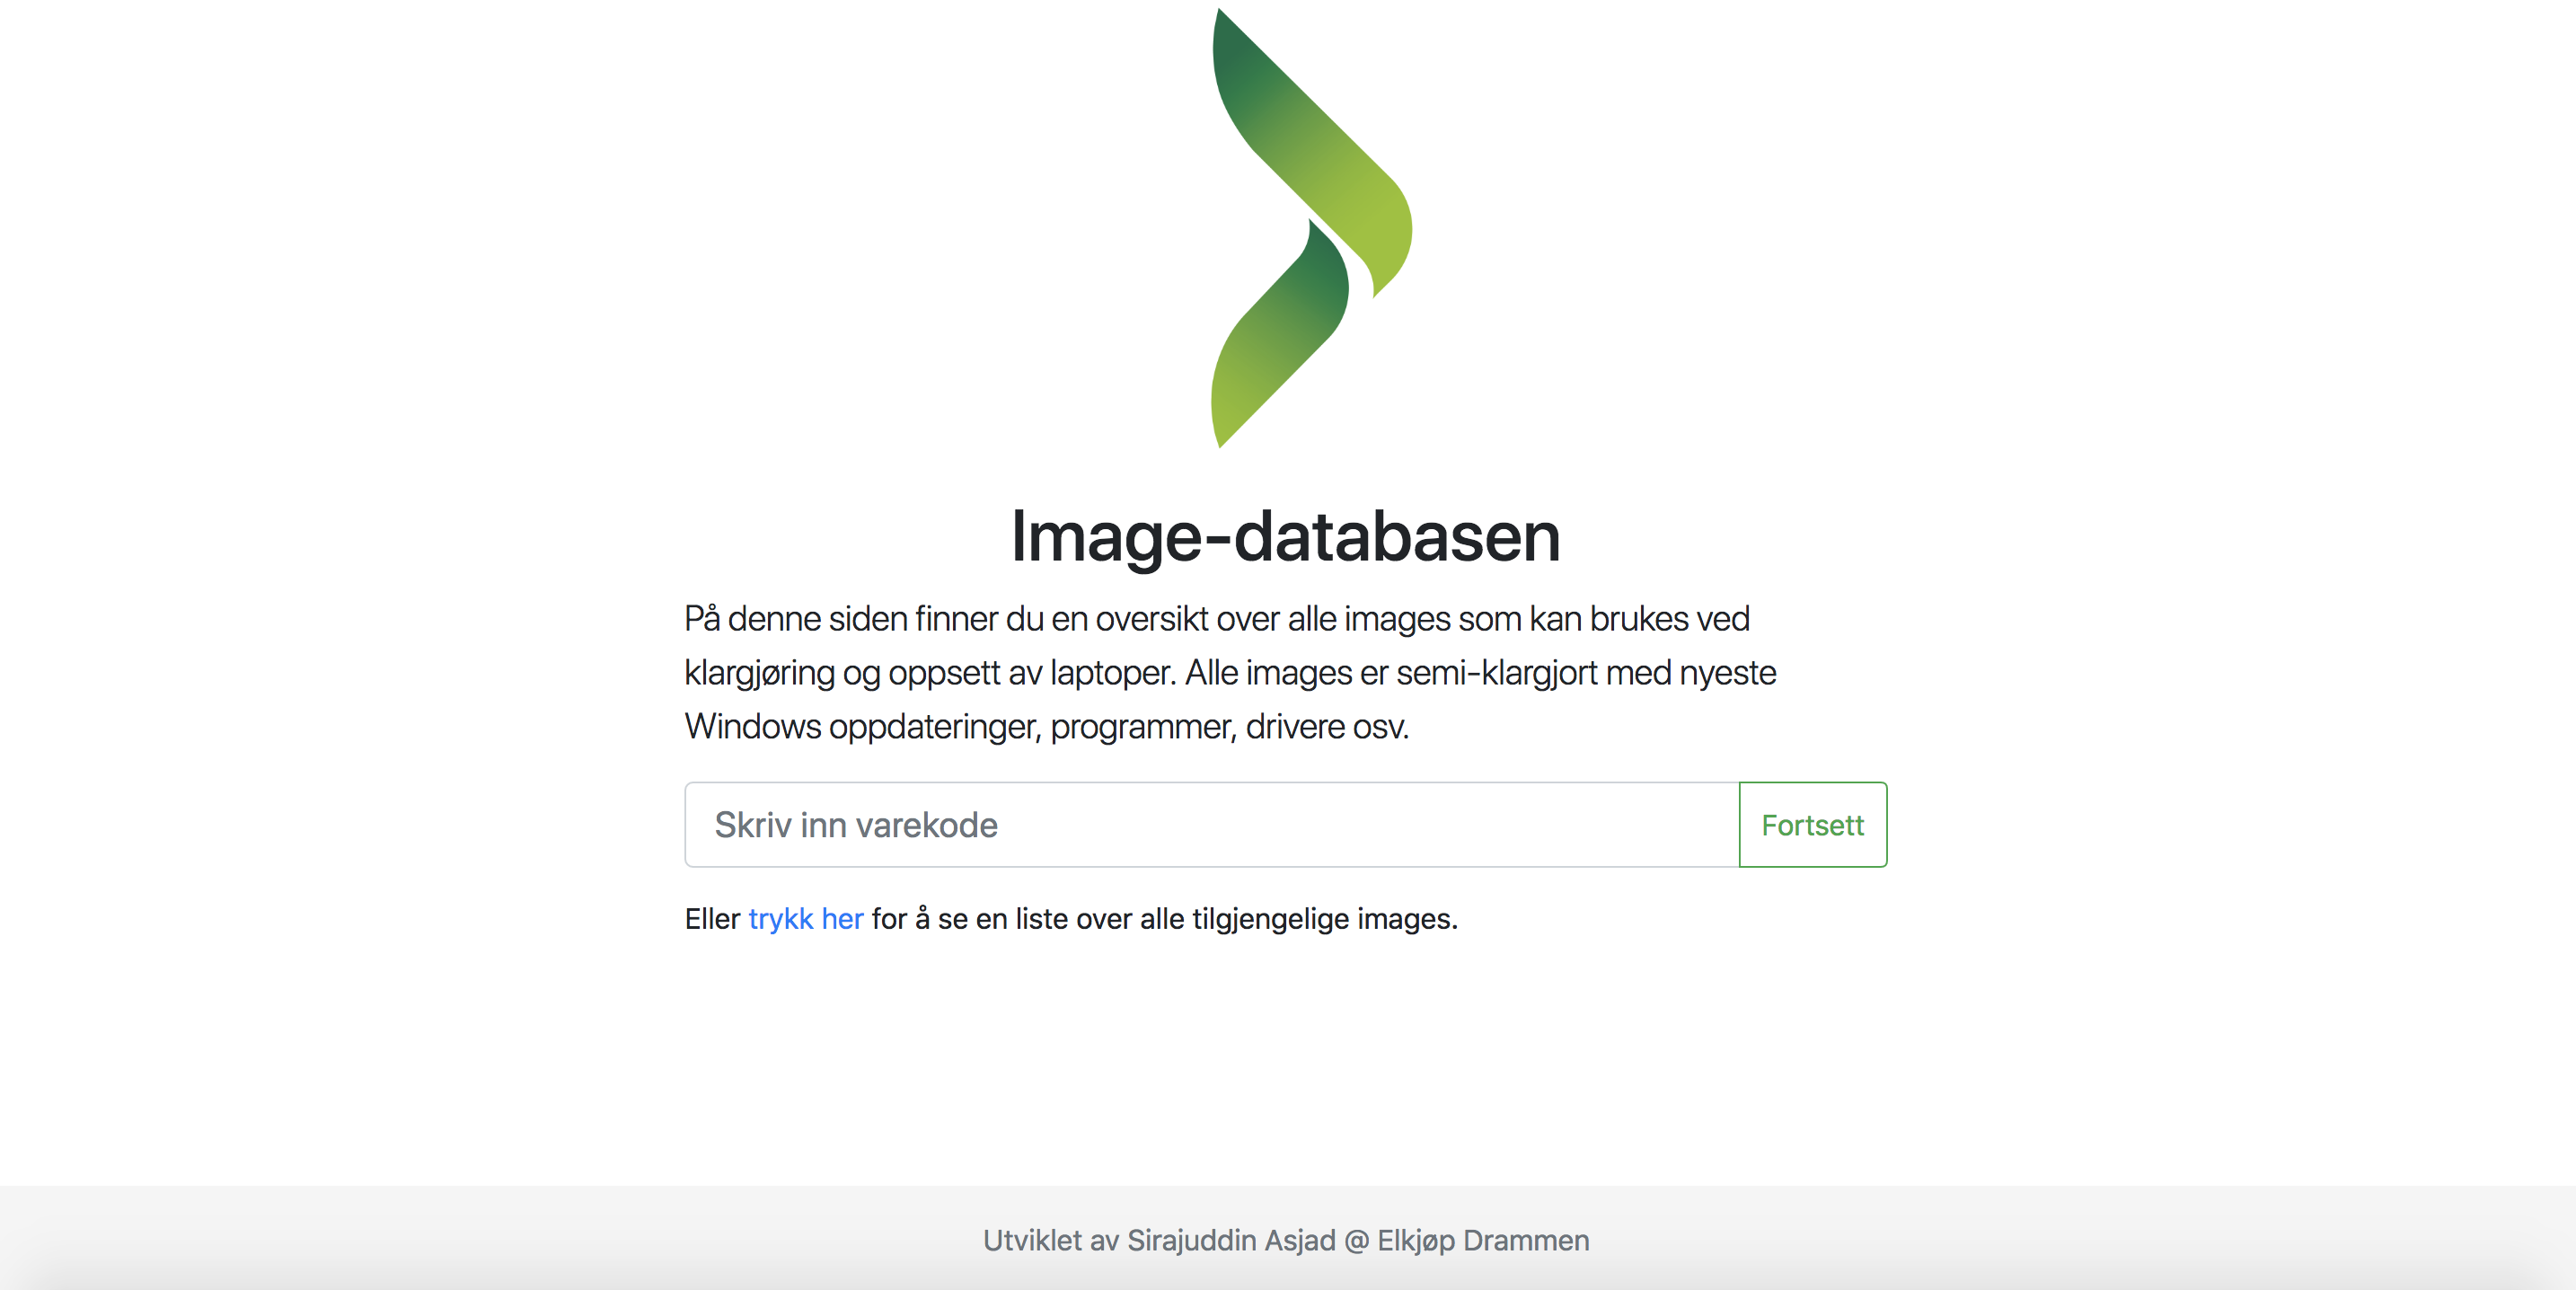 Image-databasen
På denne siden finner du en oversikt over alle images som kan brukes ved
klargjøring og oppsett av laptoper. Alle images er semi-klargjort med nyeste
Windows oppdateringer, programmer, drivere osv.
Skriv inn varekode
Fortsett
Eller trykk her for å se en liste over alle tilgjengelige images.
Utviklet av Sirajuddin Asjad @ Elkjøp Drammen